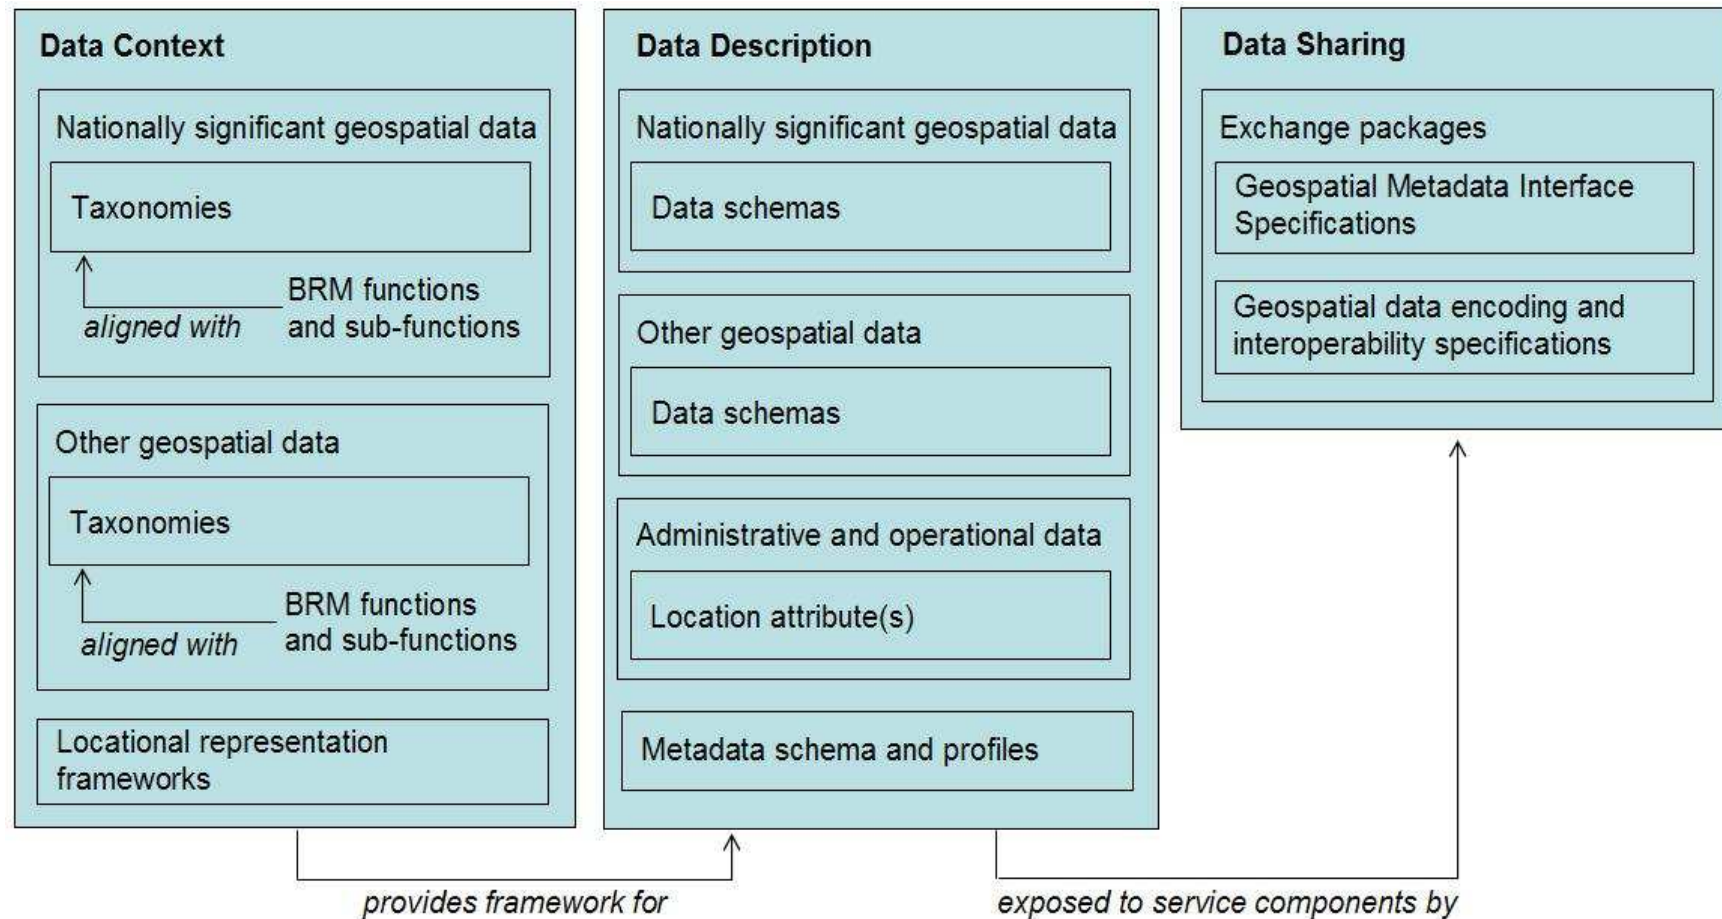 Data Context
Nationally significant geospatial data
Taxonomies
BRM functions
and sub-functions
aligned with
Other geospatial data
Taxonomies
BRM functions
and sub-functions
aligned with
Locational representation
frameworks
provides framework for
Data Description
Nationally significant geospatial data
Data schemas
Other geospatial data
Data schemas
Administrative and operational data
Location attribute(s)
Metadata schema and profiles
exposed to service components by
Data Sharing
Exchange packages
Geospatial Metadata Interface
Specifications
Geospatial data encoding and
interoperability specifications